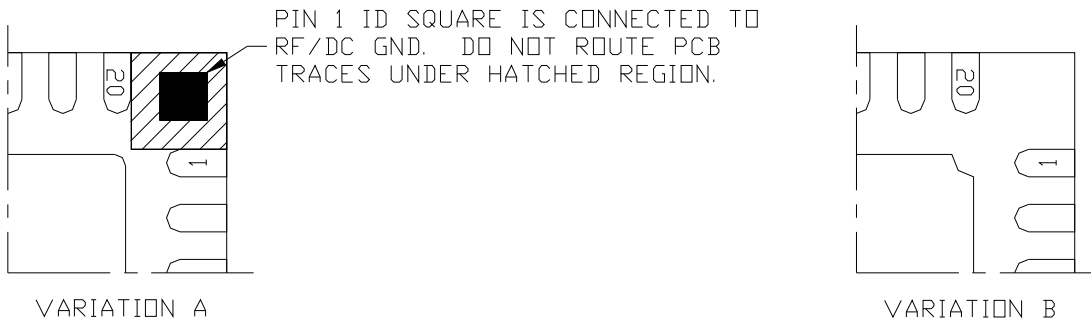 PIN 1 ID SQUARE IS CONNECTED TO
RF/DC GND. DO NOT ROUTE PCB
TRACES UNDER HATCHED REGION.
20
1
20
1
VARIATION A
VARIATION B